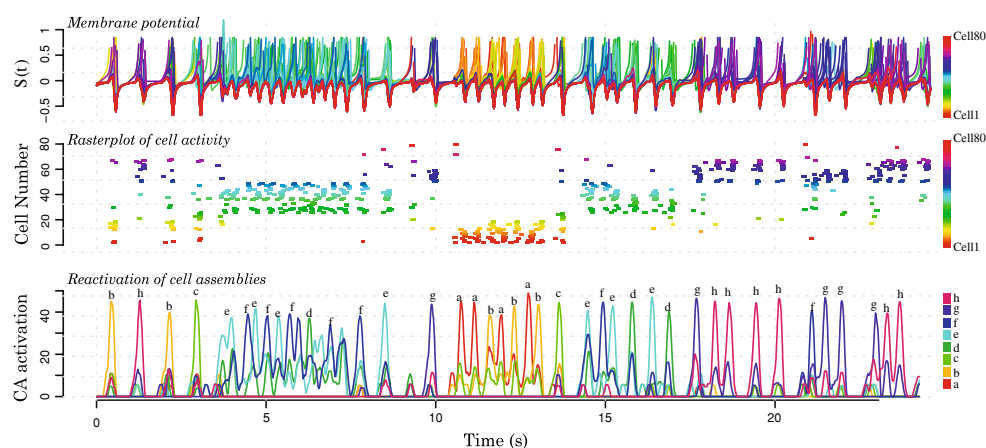 Membrane potential
S(t)
1
0.5
0
−0.5
Cell80
Cell1
Rasterplot of cell activity
Cell Number
80
60
40
20
0
Cell80
Cell1
Reactivation of cell assemblies
CA activation
40
20
0
b h b c e f e f e f d f f e g a a b a b a b c e f e d e d g h h h h f g g g h h
h
g
f
e
d
c
b
a
0 5 10 15 20
Time (s)